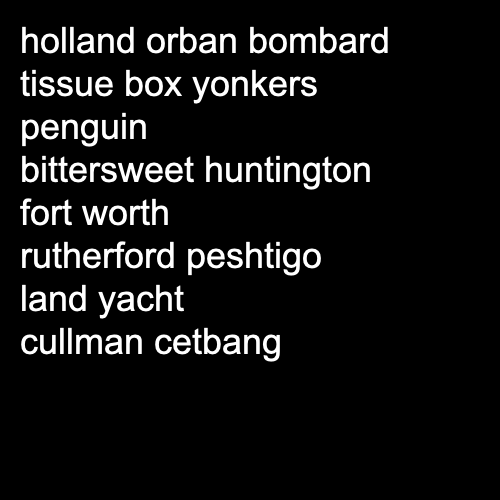 holland orban bombard
tissue box yonkers
penguin
bittersweet huntington
fort worth
rutherford peshtigo
land yacht
cullman cetbang